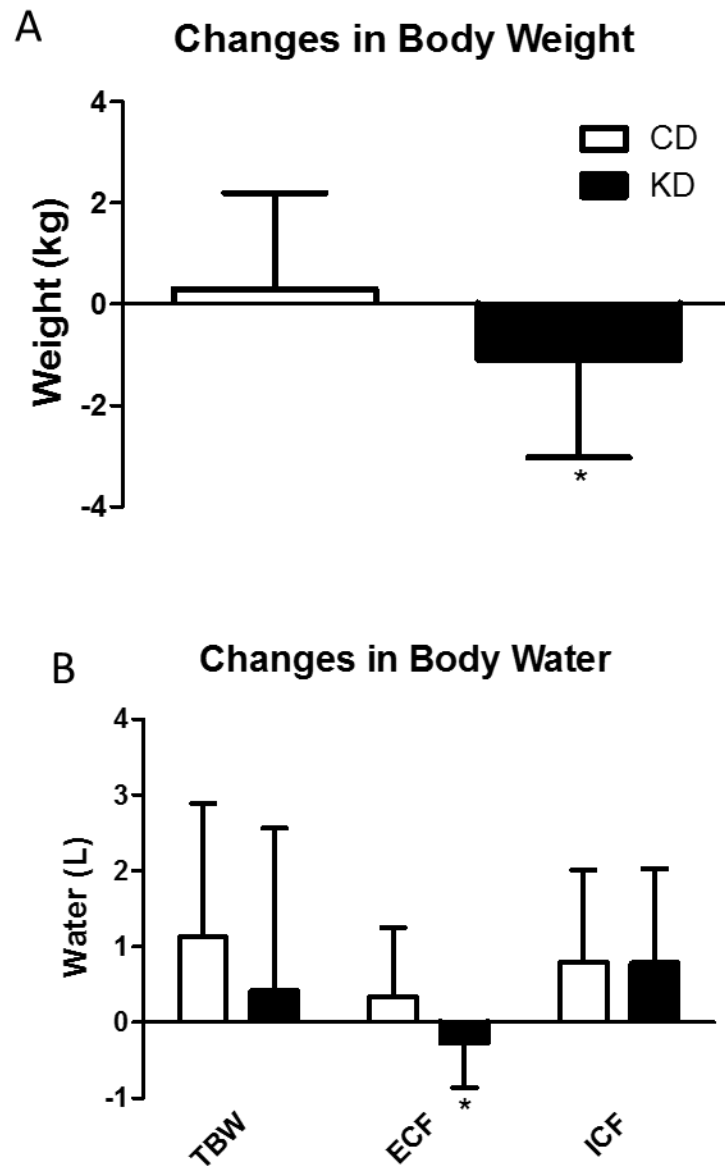 A
Changes in Body Weight
CD
KD
Weight (kg)
4
2
0
-2
-4
*
B
Changes in Body Water
Water (L)
4
3
2
1
0
-1
*
TBW
ECF
ICF